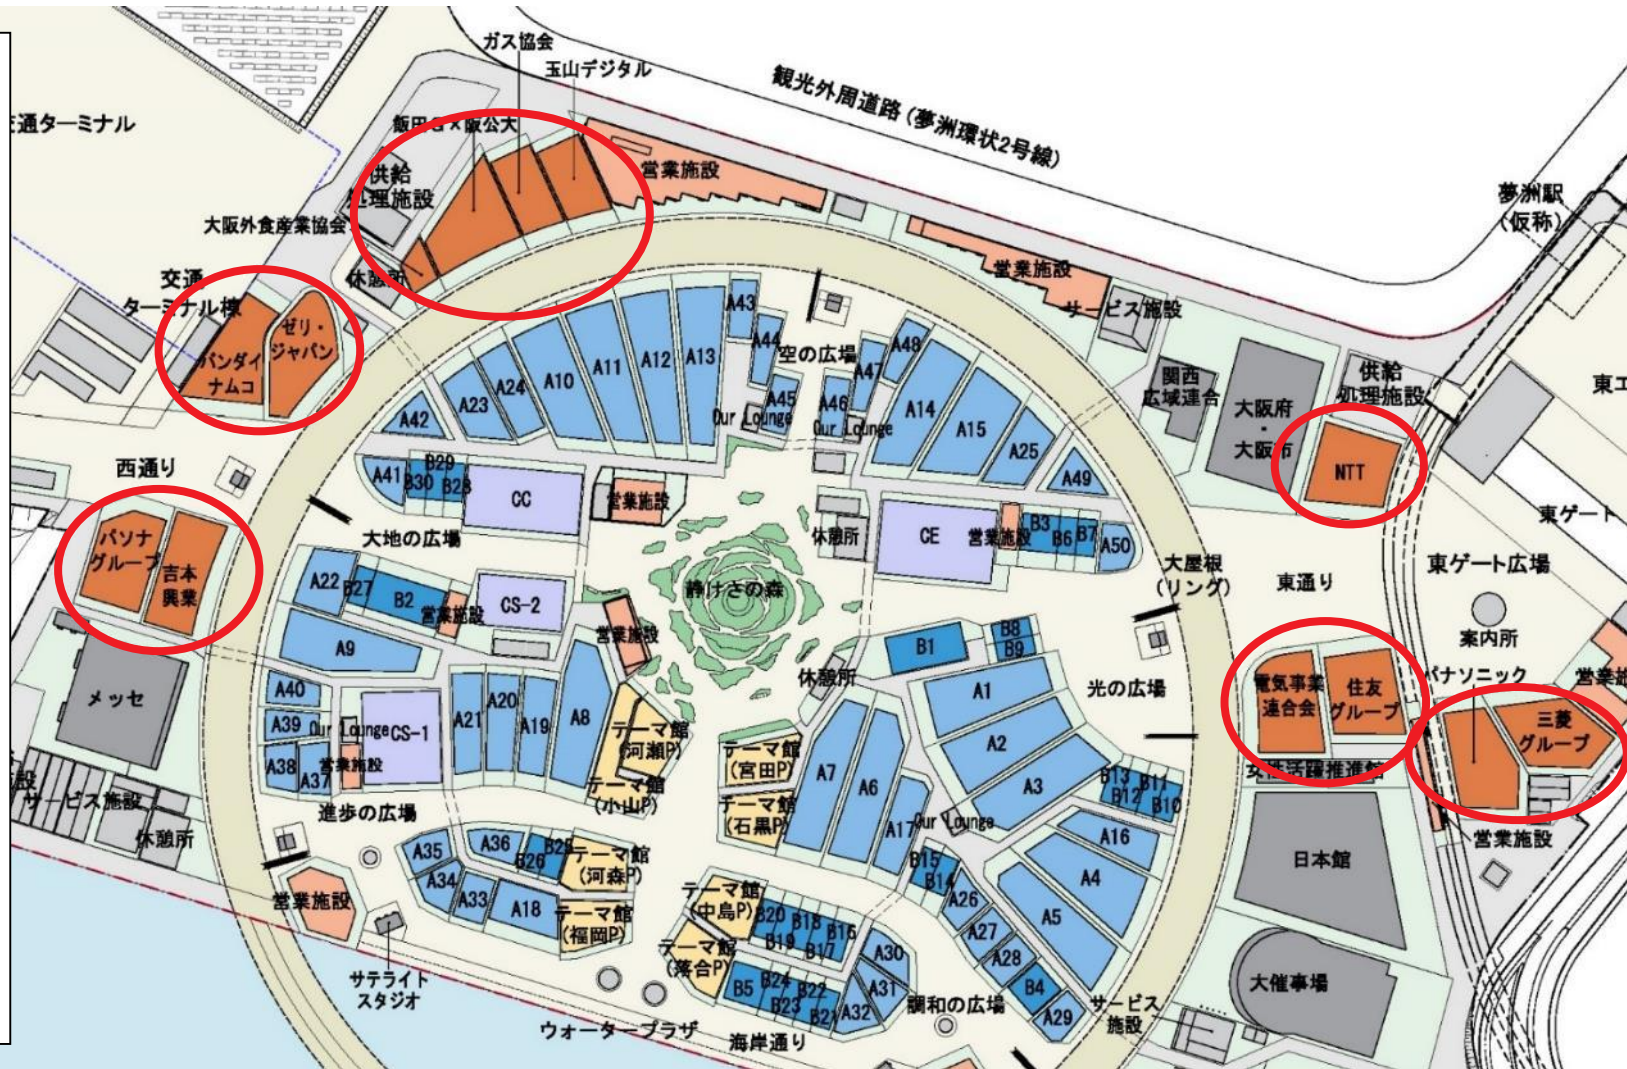 ガス協会
玉山デジタル
観光外周道路(夢洲環状2号線)
交通ターミナル
飯田G×阪公大
営業施設
供給
処理施設
夢洲駅
(仮称)
大阪外食産業協会
休憩所
営業施設
交通
ターミナル棟
サービス施設
ゼリ・
ジャパン
バンダイ
ナムコ
A43
A44
空の広場
A48
A47
A13
A12
A11
A10
A24
A23
A42
A45
A46
Our Lounge
Our Lounge
A14
A15
A25
A49
関西
広域連合
大阪府
・
大阪市
供給
処理施設
NTT
西通り
A41
B29
B30
B28
CC
営業施設
休憩所
CE
営業施設
B3
B6
B7
A50
東ゲート
パソナ
グループ
吉本
興業
大地の広場
静けさの森
大屋根
(リング)
東通り
東ゲート広場
A22
B27
B2
営業施設
CS-2
営業施設
B1
B8
B9
案内所
A9
休憩所
メッセ
A40
A39
A38
A37
Our Lounge
CS-1
営業施設
A21
A20
A19
A8
A1
光の広場
電気事業
連合会
住友
グループ
パナソニック
三菱
グループ
テーマ館
(河瀬P)
テーマ館
(小山P)
テーマ館
(宮田P)
テーマ館
(石黒P)
A7
A6
A2
A3
A17
Our Lounge
B13
B11
B12
B10
女性活躍推進館
営業施設
サービス施設
休憩所
進歩の広場
A35
A36
B25
B26
テーマ館
(河森P)
A34
A33
A18
テーマ館
(福岡P)
営業施設
サテライト
スタジオ
テーマ館
(中島P)
テーマ館
(落合P)
B20
B18
B16
B19
B17
B5
B24
B22
B23
B21
B15
B14
A26
A27
A28
B4
A29
A30
A31
A32
A16
A4
A5
日本館
大催事場
調和の広場
サービス
施設
ウォータープラザ
海岸通り